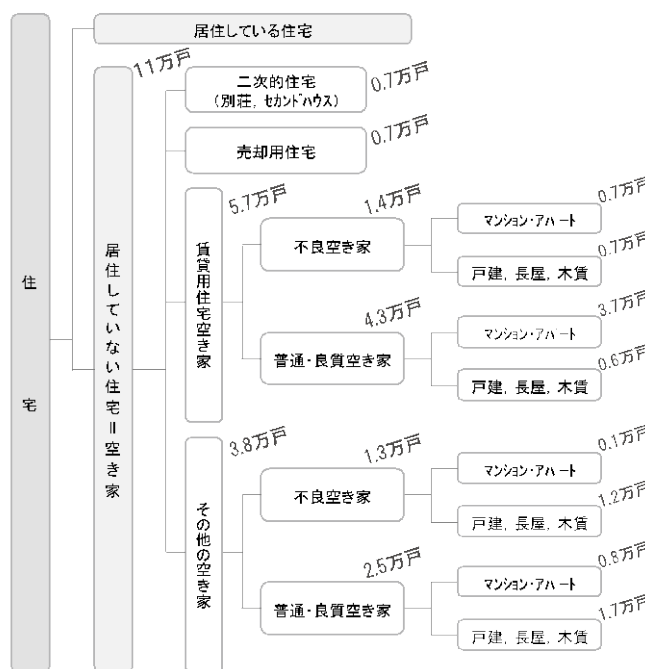 住宅
居住している住宅
居住していない住宅＝空き家
11万戸
二次的住宅
（別荘，セカンドハウス）
0.7万戸
売却用住宅
0.7万戸
賃貸用住宅空き家
5.7万戸
不良空き家
1.4万戸
マンション・アパート
0.7万戸
戸建，長屋，木賃
0.7万戸
普通・良質空き家
4.3万戸
マンション・アパート
3.7万戸
戸建，長屋，木賃
0.6万戸
その他の空き家
3.8万戸
不良空き家
1.3万戸
マンション・アパート
0.1万戸
戸建，長屋，木賃
1.2万戸
普通・良質空き家
2.5万戸
マンション・アパート
0.8万戸
戸建，長屋，木賃
1.7万戸